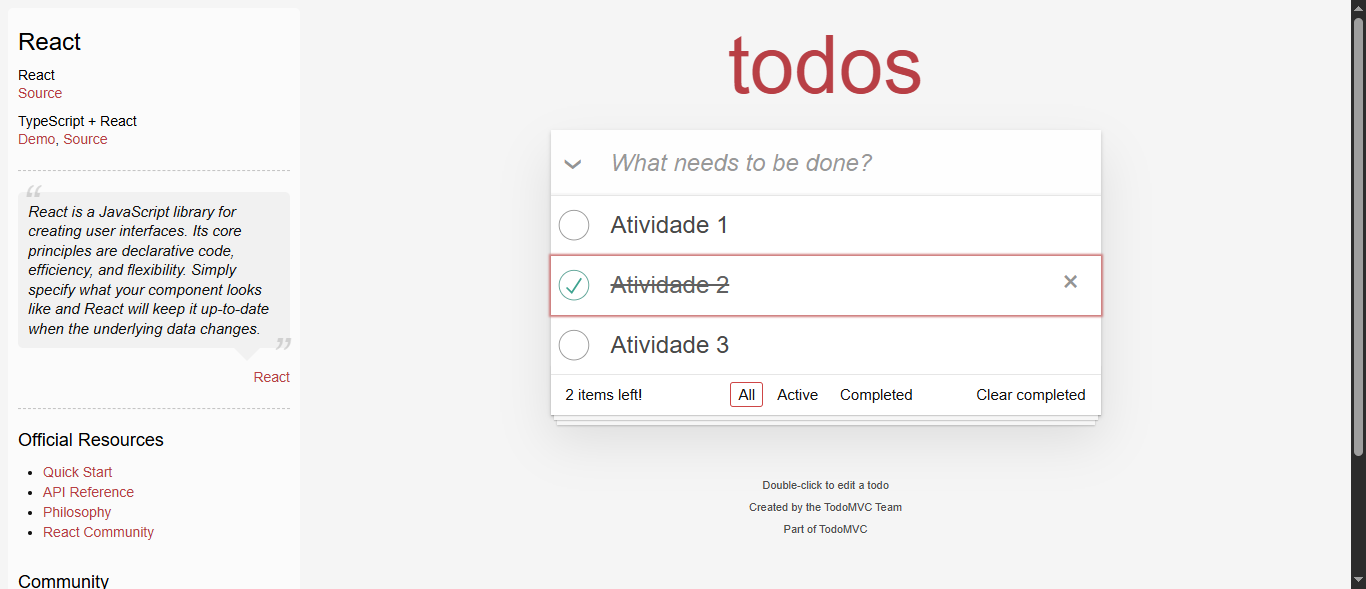 React
React
Source
TypeScript + React
Demo, Source
“
React is a JavaScript library for
creating user interfaces. Its core
principles are declarative code,
efficiency, and flexibility. Simply
specify what your component looks
like and React will keep it up-to-date
when the underlying data changes.
”
React
Official Resources
Quick Start
API Reference
Philosophy
React Community
Community
todos
What needs to be done?
Atividade 1
Atividade 2 ×
Atividade 3
2 items left! All Active Completed Clear completed
Double-click to edit a todo
Created by the TodoMVC Team
Part of TodoMVC